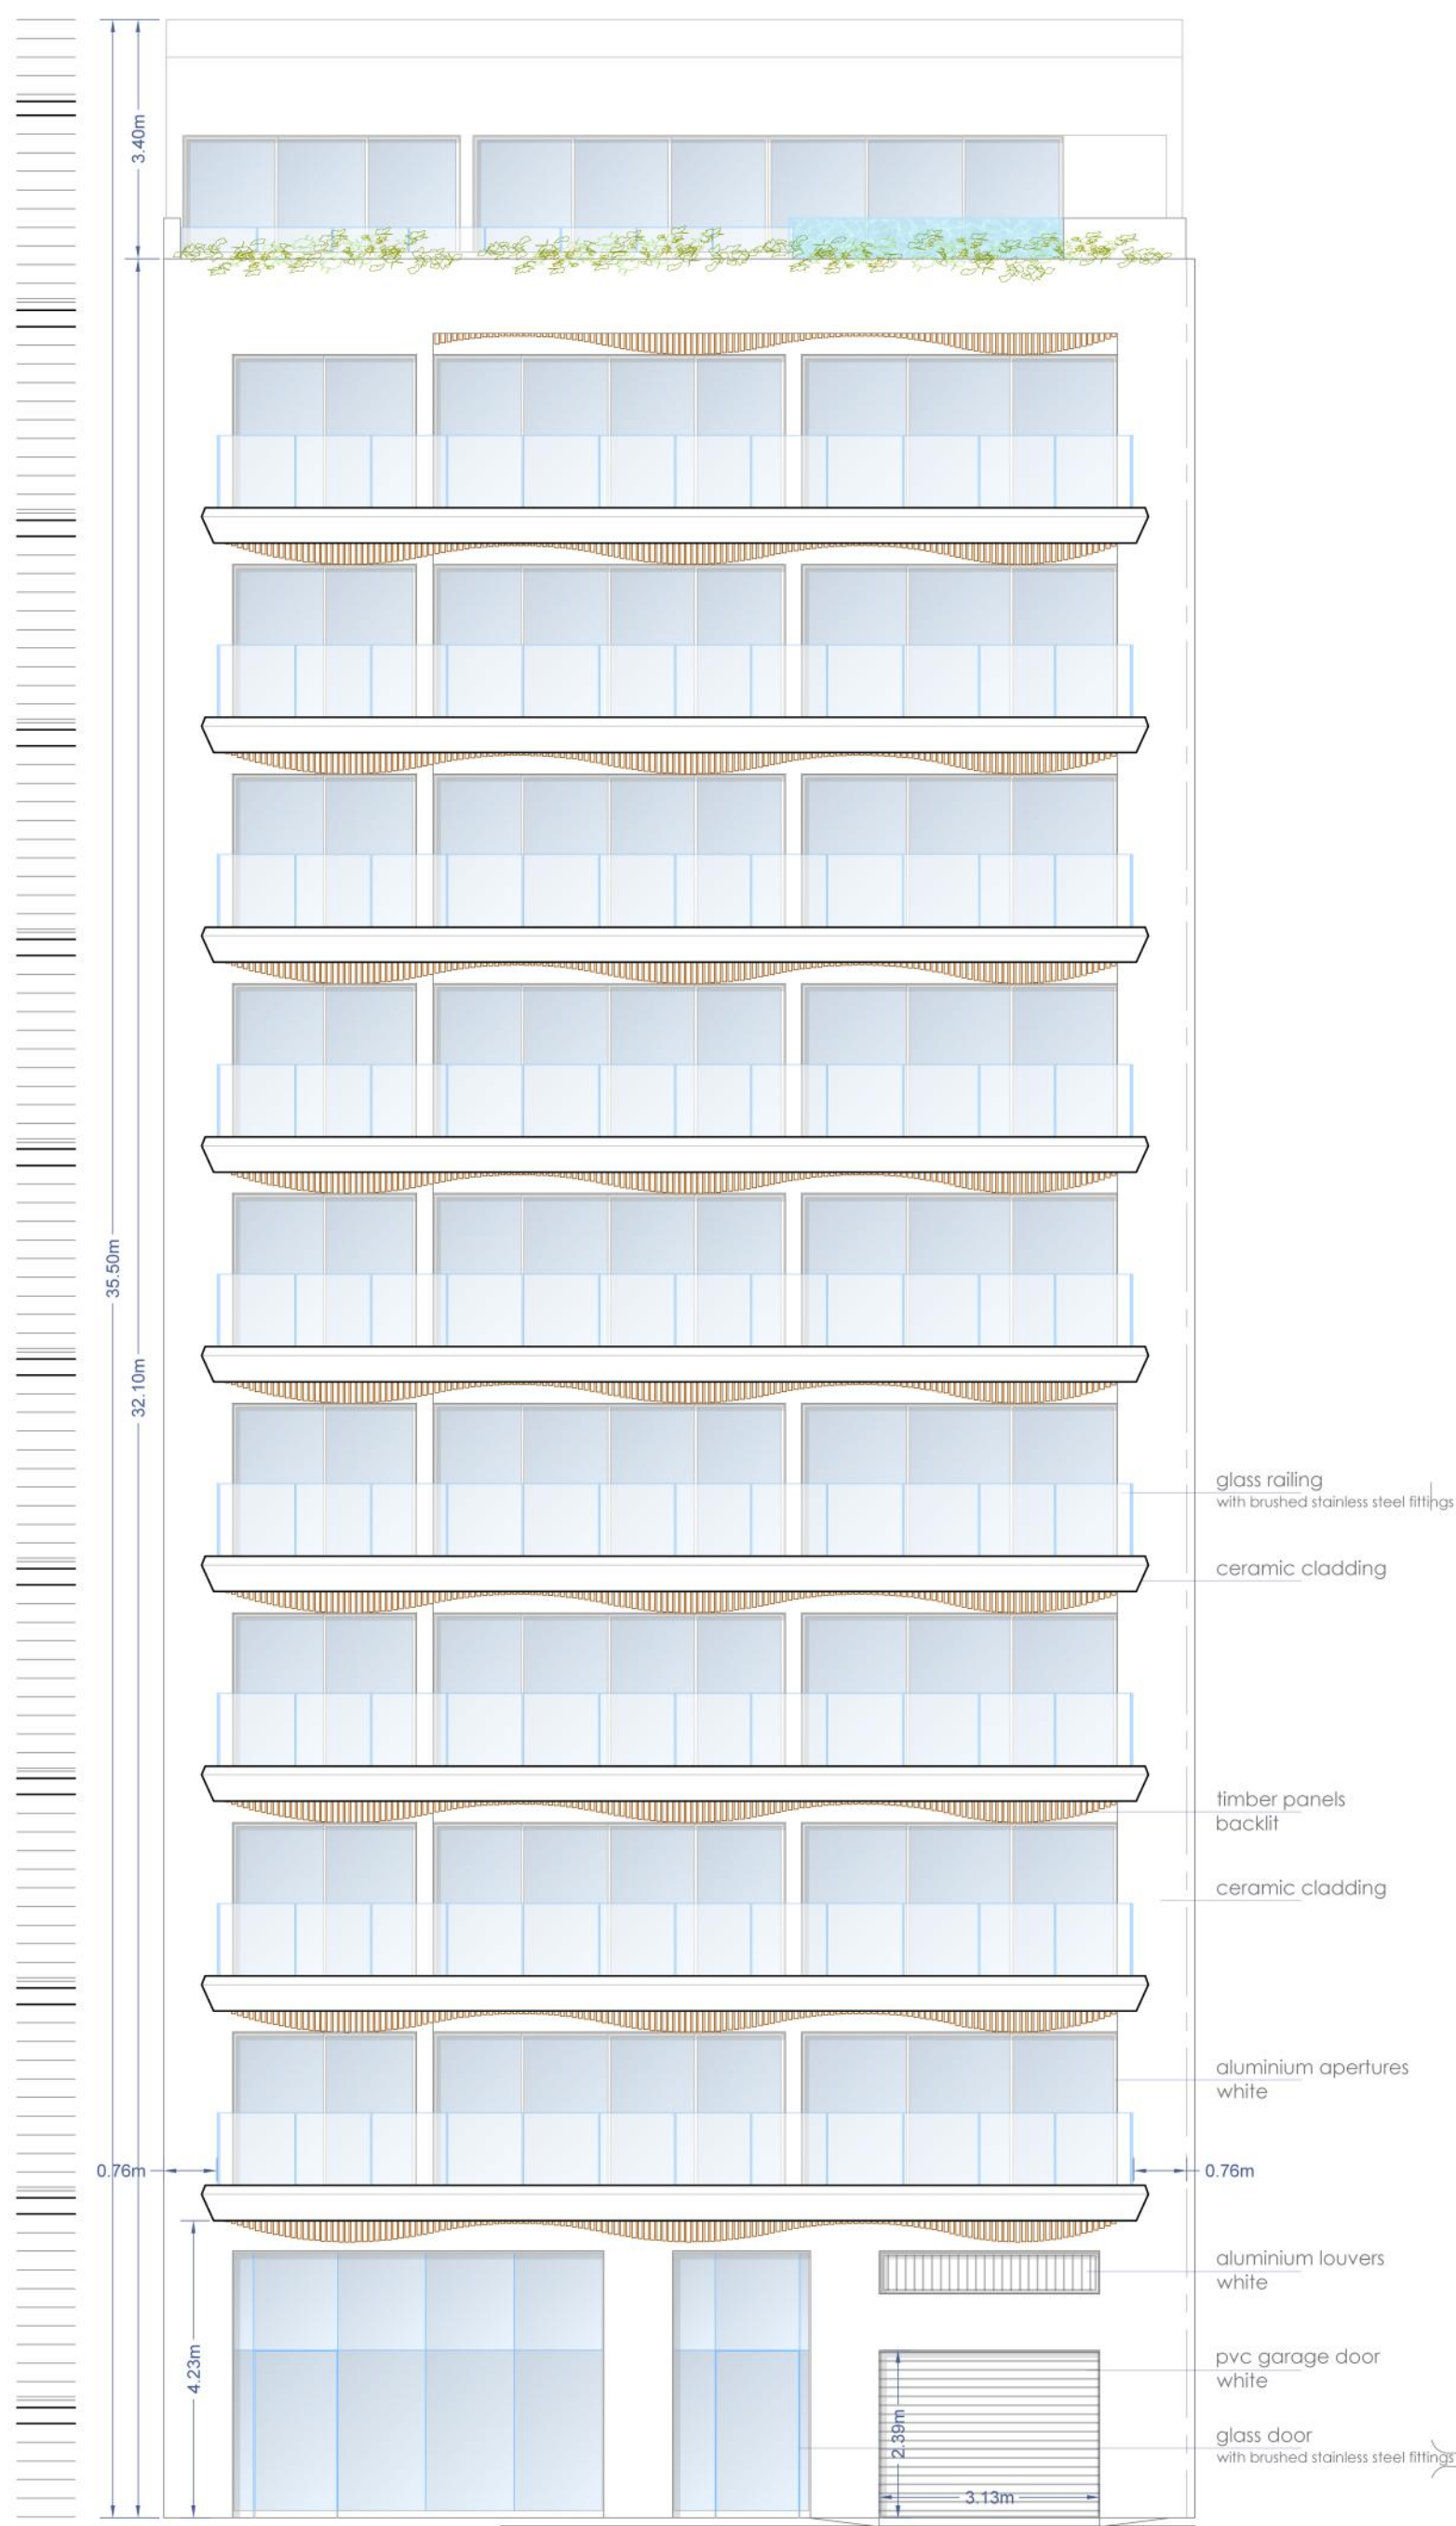 3.40m
35.50m
32.10m
glass railing
with brushed stainless steel fittings
ceramic cladding
timber panels
backlit
ceramic cladding
aluminium apertures
white
0.76m
0.76m
aluminium louvers
white
4.23m
pvc garage door
white
2.39m
glass door
with brushed stainless steel fittings
3.13m